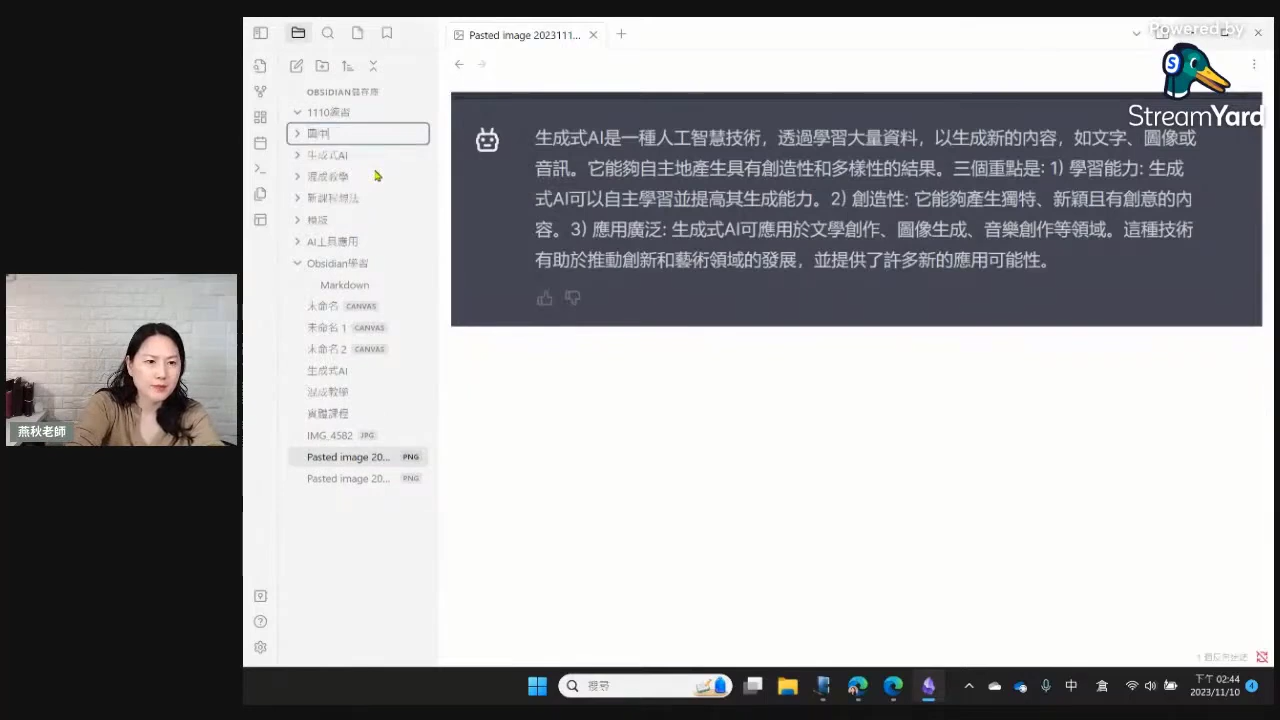 Powered by
StreamYard
Pasted image 2023111...
OBSIDIAN儲存庫
1110練習
生成式AI
混成教學
新課程辦法
模版
AI工具應用
Obsidian學習
Markdown
未命名 CANVAS
未命名 1 CANVAS
未命名 2 CANVAS
生成式AI
混成教學
實體課程
IMG_4582 JPG
Pasted image 20... PNG
Pasted image 20... PNG
生成式AI是一種人工智慧技術，透過學習大量資料，以生成新的內容，如文字、圖像或
音訊。它能夠自主地產生具有創造性和多樣性的結果。三個重點是: 1) 學習能力: 生成
式AI可以自主學習並提高其生成能力。2) 創造性: 它能夠產生獨特、新穎且有創意的內
容。3) 應用廣泛: 生成式AI可應用於文學創作、圖像生成、音樂創作等領域。這種技術
有助於推動創新和藝術領域的發展，並提供了許多新的應用可能性。
燕秋老師
搜尋
中
下午 02:44
2023/11/10
4